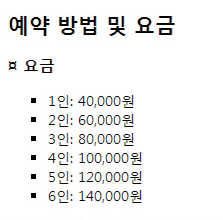 예약 방법 및 요금
¤ 요금
▪ 1인: 40,000원
▪ 2인: 60,000원
▪ 3인: 80,000원
▪ 4인: 100,000원
▪ 5인: 120,000원
▪ 6인: 140,000원